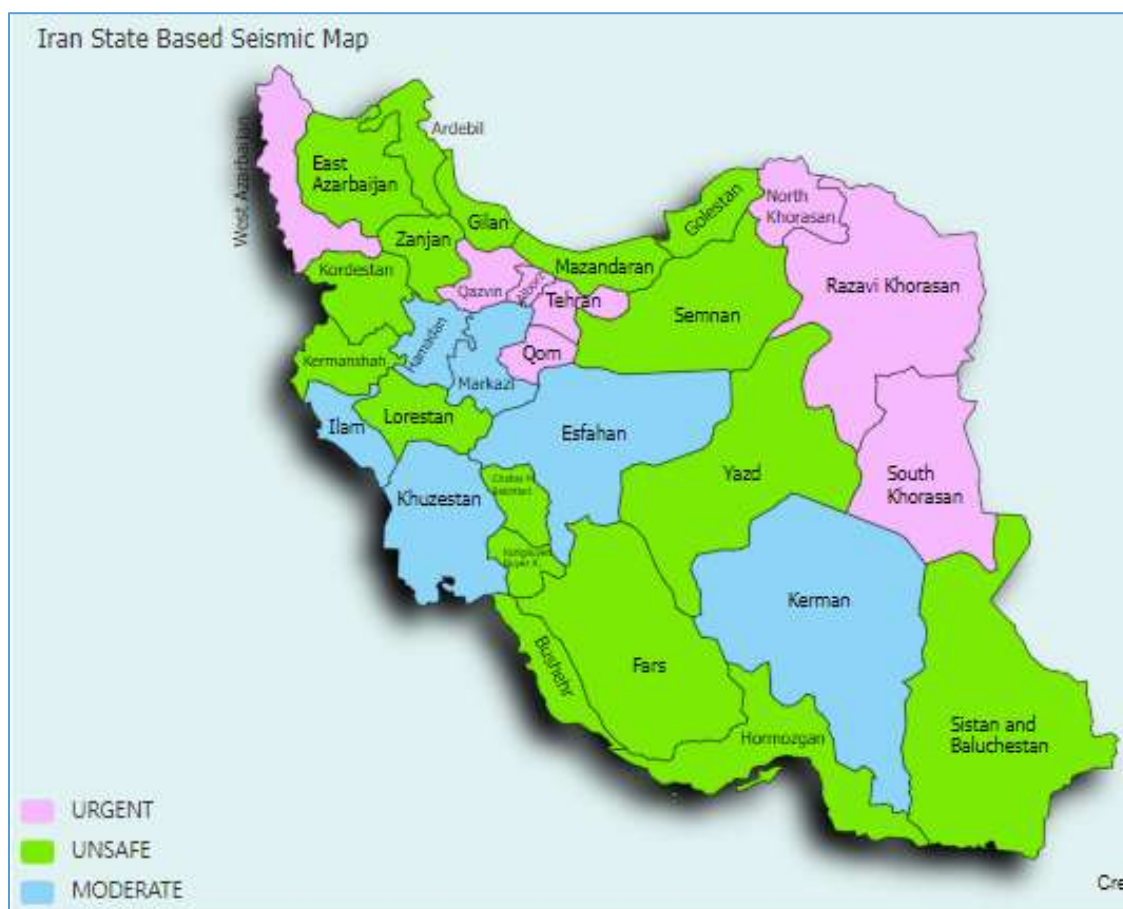 Iran State Based Seismic Map
Ardebil
West Azarbaijan
East
Azarbaijan
Gilan
Zanjan
Golestan
North
Khorasan
Kordestan
Mazandaran
Qazvin
Tehran
Razavi Khorasan
Semnan
Hamadan
Qom
Kermanshah
Markazi
Lorestan
Ilam
Esfahan
Yazd
South
Khorasan
Khuzestan
Kerman
Bushehr
Fars
Hormozgan
Sistan and
Baluchestan
URGENT
UNSAFE
MODERATE
Cre